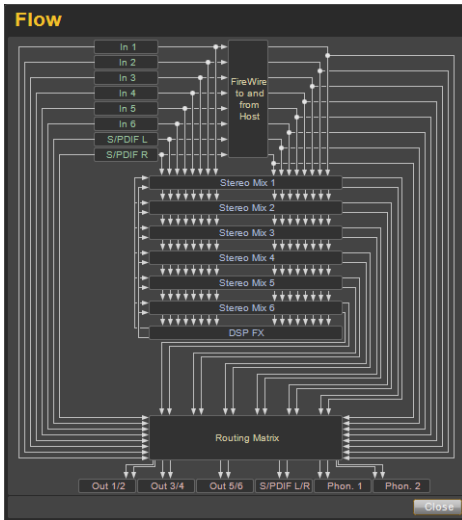 Flow
In 1
In 2
In 3
In 4
In 5
In 6
S/PDIF L
S/PDIF R
FireWire
to and
from
Host
Stereo Mix 1
Stereo Mix 2
Stereo Mix 3
Stereo Mix 4
Stereo Mix 5
Stereo Mix 6
DSP FX
Routing Matrix
Out 1/2 Out 3/4 Out 5/6 S/PDIF L/R Phon. 1 Phon. 2
Close